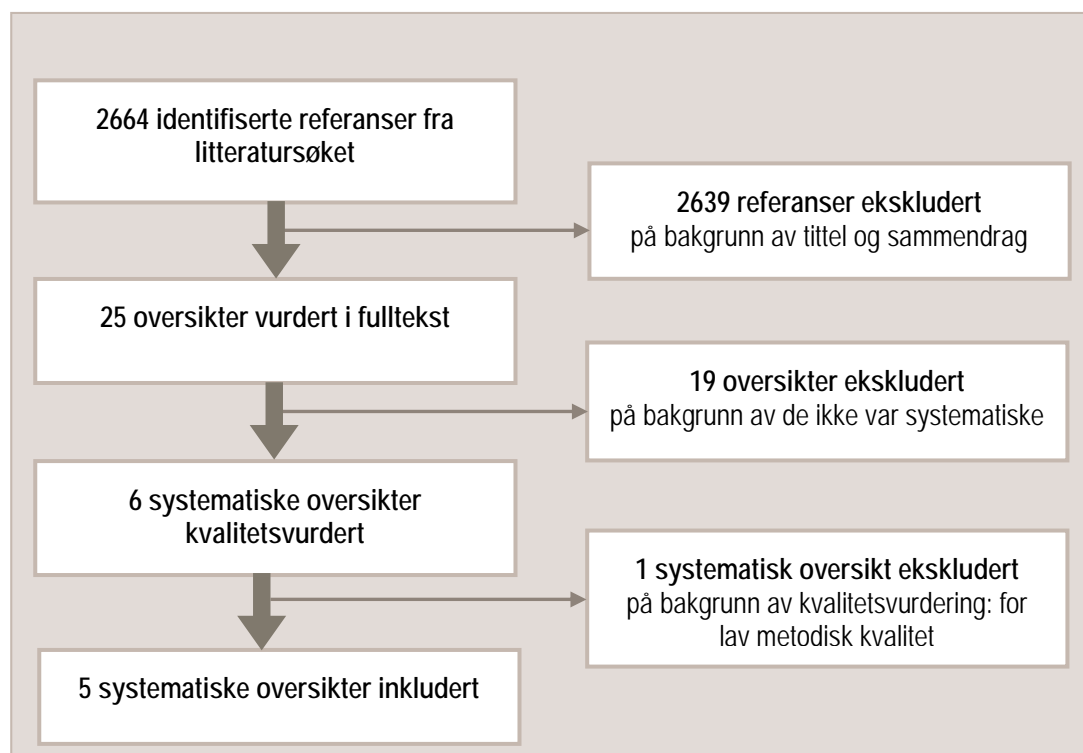 2664 identifiserte referanser fra
litteratursøket
2639 referanser ekskludert
på bakgrunn av tittel og sammendrag
25 oversikter vurdert i fulltekst
19 oversikter ekskludert
på bakgrunn av de ikke var systematiske
6 systematiske oversikter
kvalitetsvurdert
1 systematisk oversikt ekskludert
på bakgrunn av kvalitetsvurdering: for
lav metodisk kvalitet
5 systematiske oversikter inkludert